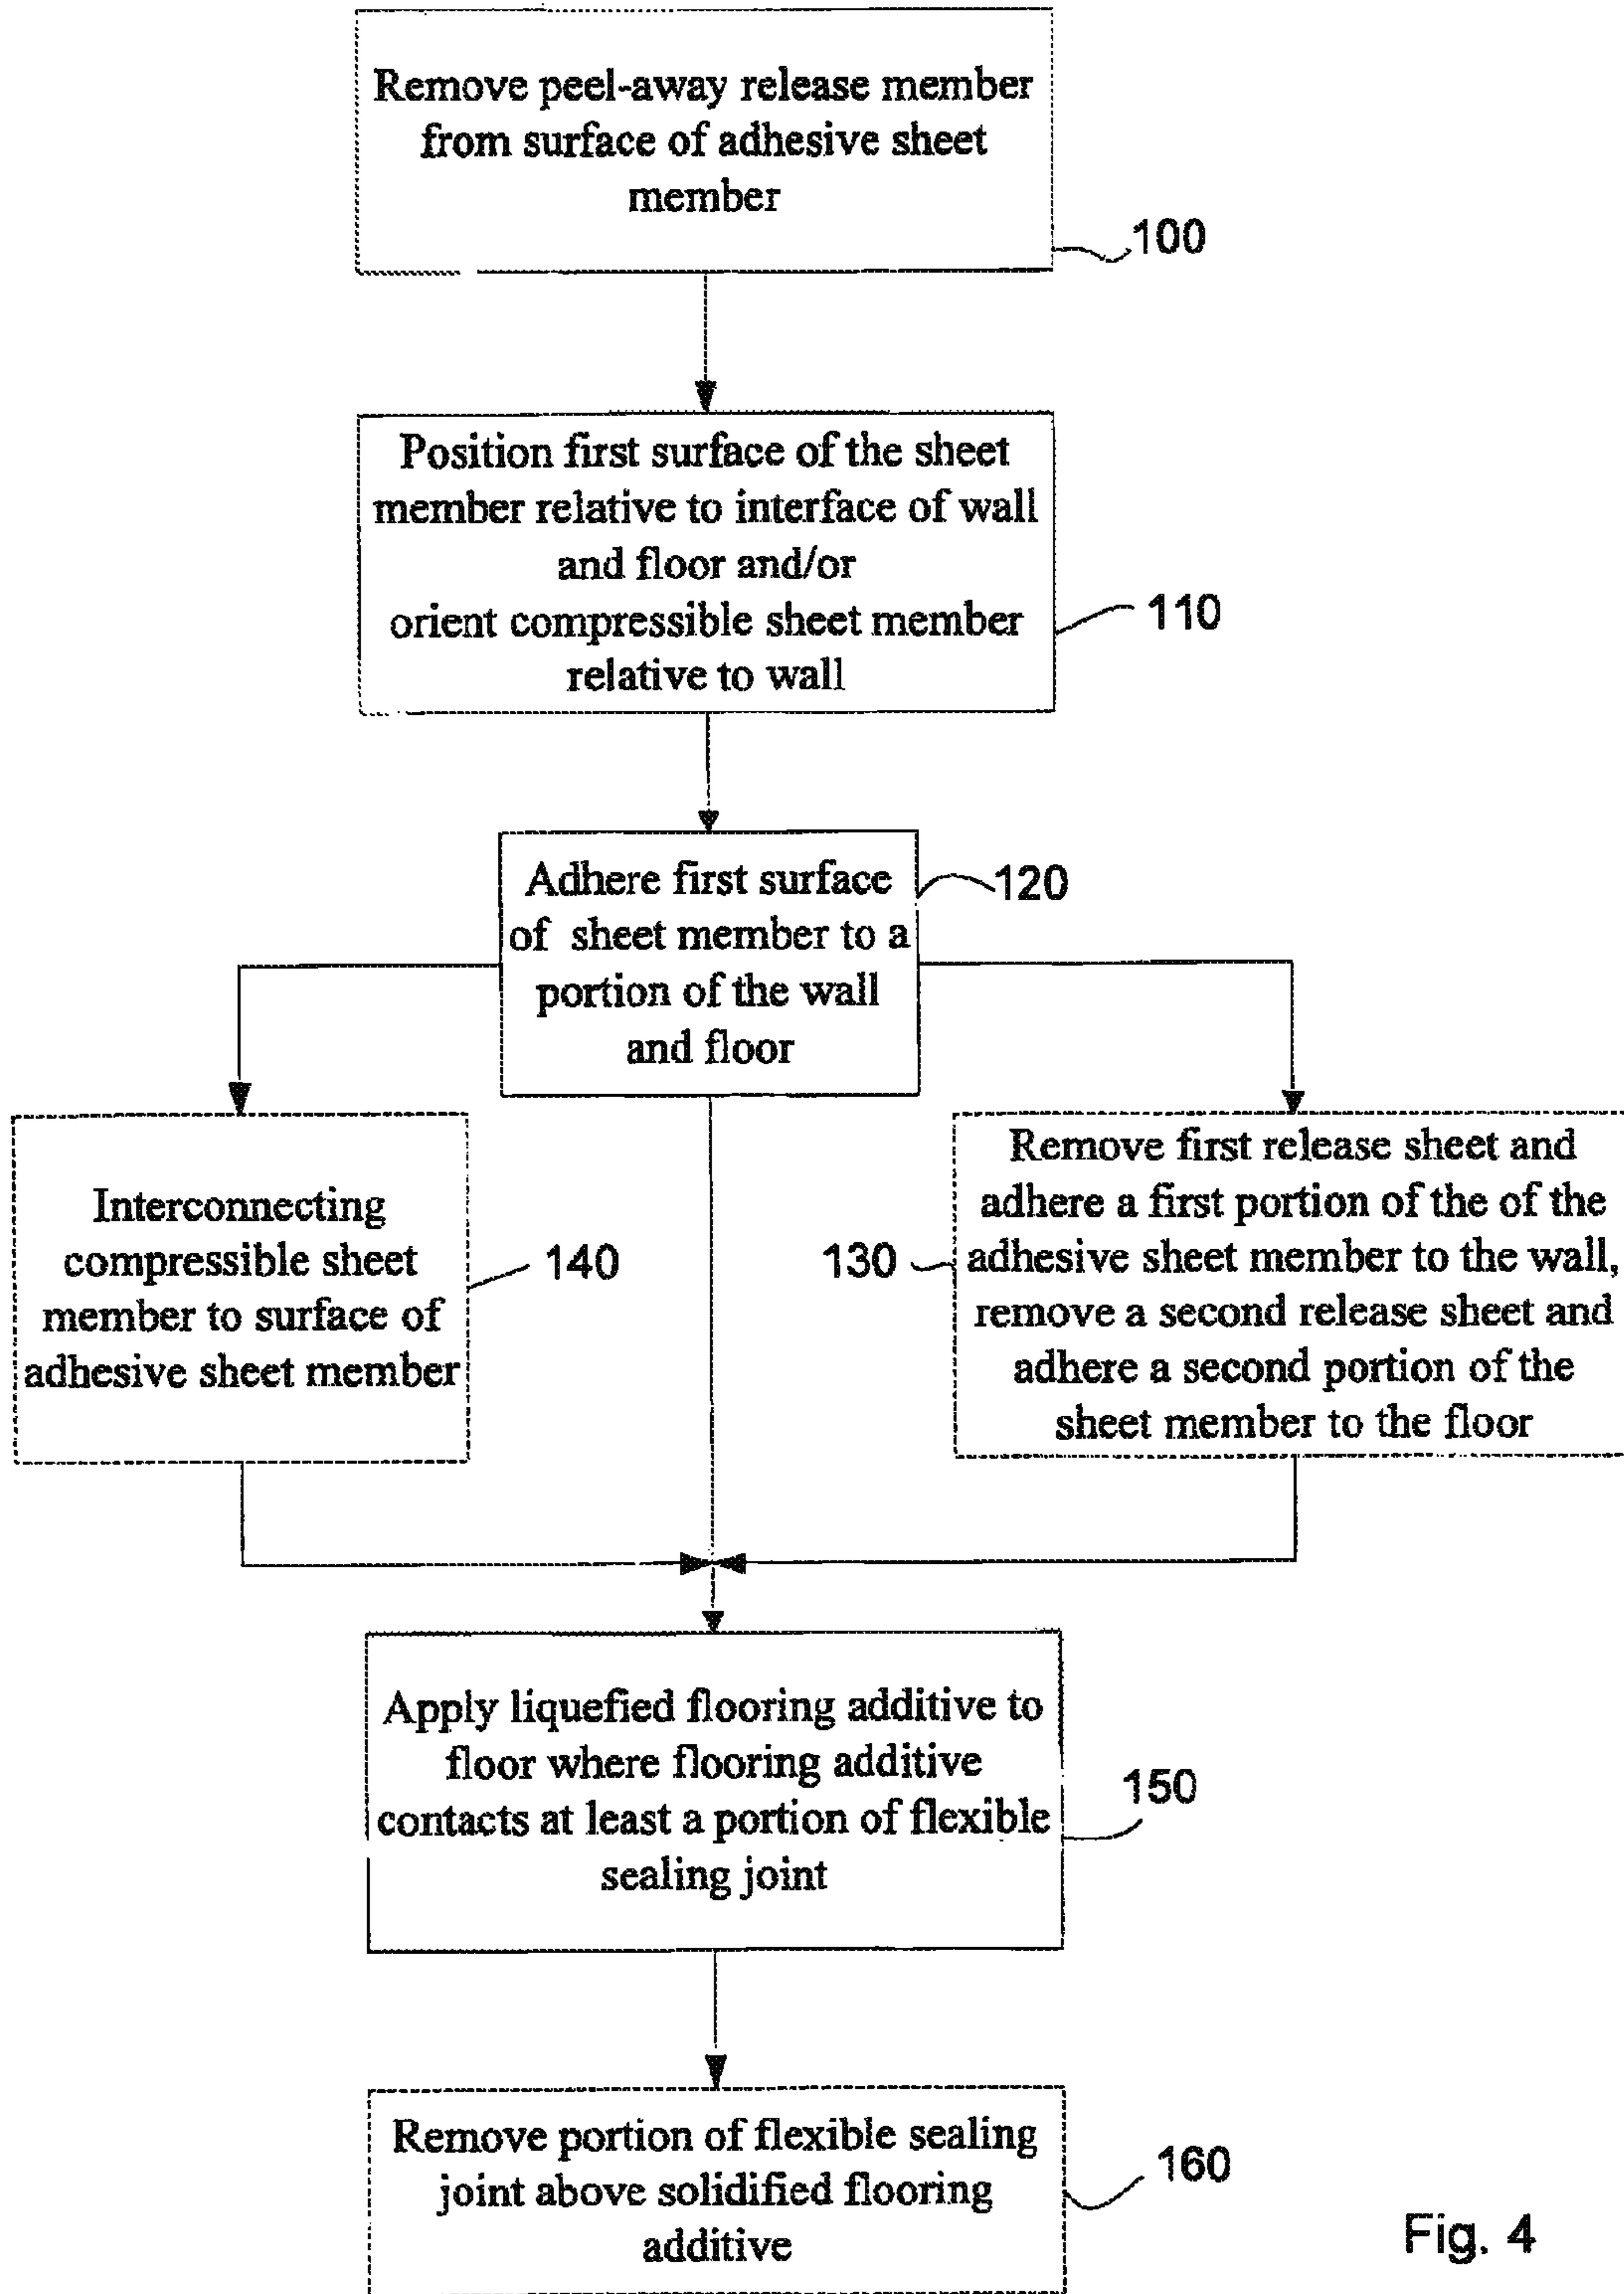 Remove peel-away release member
from surface of adhesive sheet
member
100
Position first surface of the sheet
member relative to interface of wall
and floor and/or
orient compressible sheet member
relative to wall
110
Adhere first surface
of sheet member to a
portion of the wall
and floor
120
Interconnecting
compressible sheet
member to surface of
adhesive sheet member
140
130
Remove first release sheet and
adhere a first portion of the of the
adhesive sheet member to the wall,
remove a second release sheet and
adhere a second portion of the
sheet member to the floor
Apply liquefied flooring additive to
floor where flooring additive
contacts at least a portion of flexible
sealing joint
150
Remove portion of flexible sealing
joint above solidified flooring
additive
160
Fig. 4